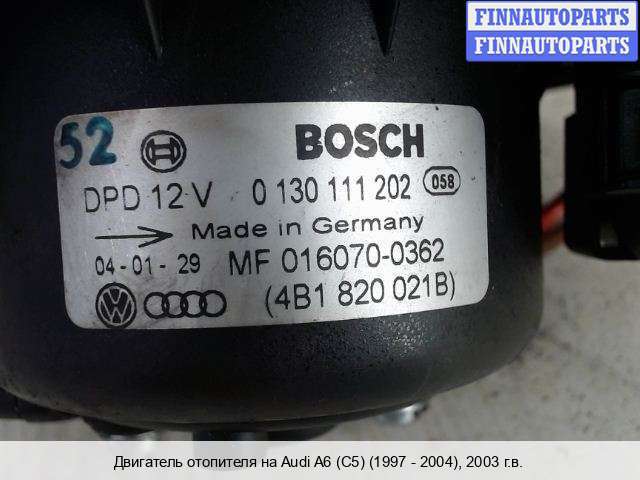 FINNAUTOPARTS
FINNAUTOPARTS
52
BOSCH
DPD 12 V 0 130 111 202 058
Made in Germany
04-01-29 MF 016070-0362
(4B1 820 021B)
Двигатель отопителя на Audi A6 (C5) (1997 - 2004), 2003 г.в.